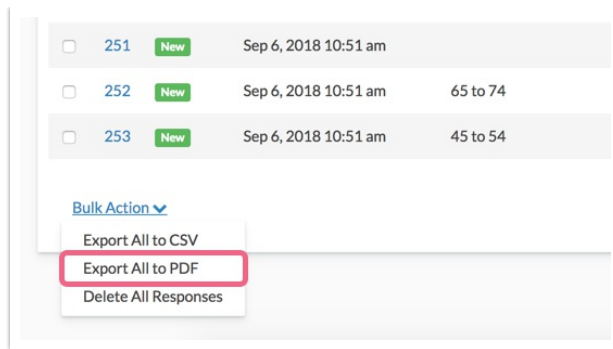 251 New Sep 6, 2018 10:51 am
252 New Sep 6, 2018 10:51 am 65 to 74
253 New Sep 6, 2018 10:51 am 45 to 54
Bulk Action
Export All to CSV
Export All to PDF
Delete All Responses